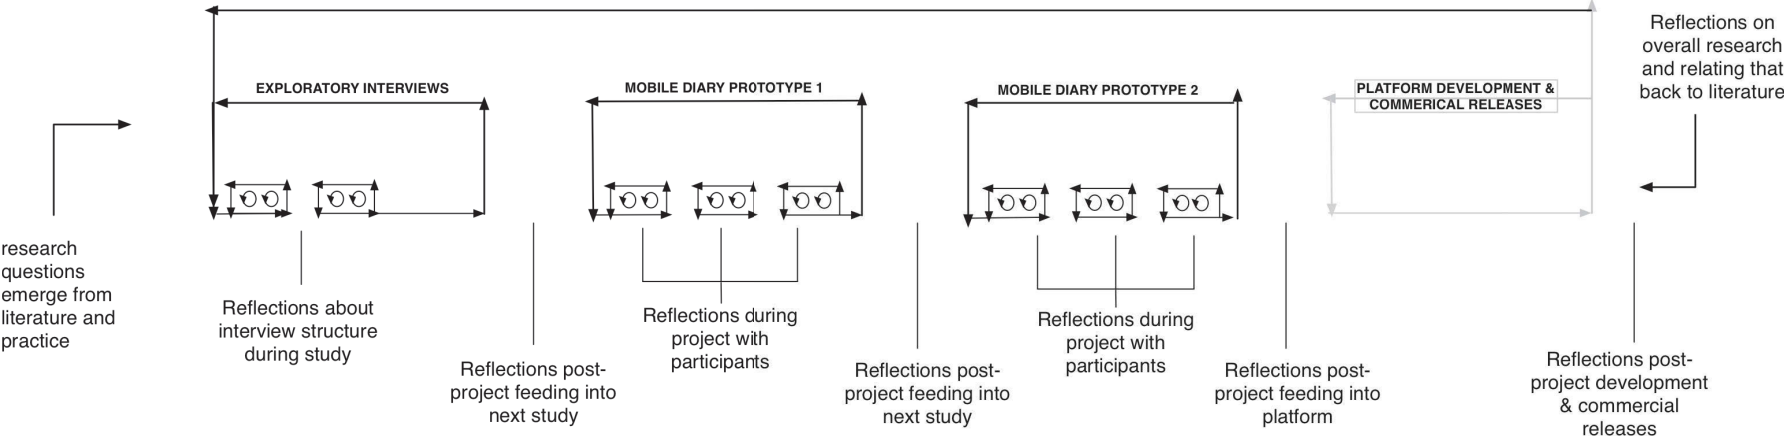 Reflections on
overall research
and relating that
back to literature
EXPLORATORY INTERVIEWS
MOBILE DIARY PR0TOTYPE 1
MOBILE DIARY PROTOTYPE 2
PLATFORM DEVELOPMENT &
COMMERICAL RELEASES
research
questions
emerge from
literature and
practice
Reflections about
interview structure
during study
Reflections post-
project feeding into
next study
Reflections during
project with
participants
Reflections post-
project feeding into
next study
Reflections during
project with
participants
Reflections post-
project feeding into
platform
Reflections post-
project development
& commercial
releases